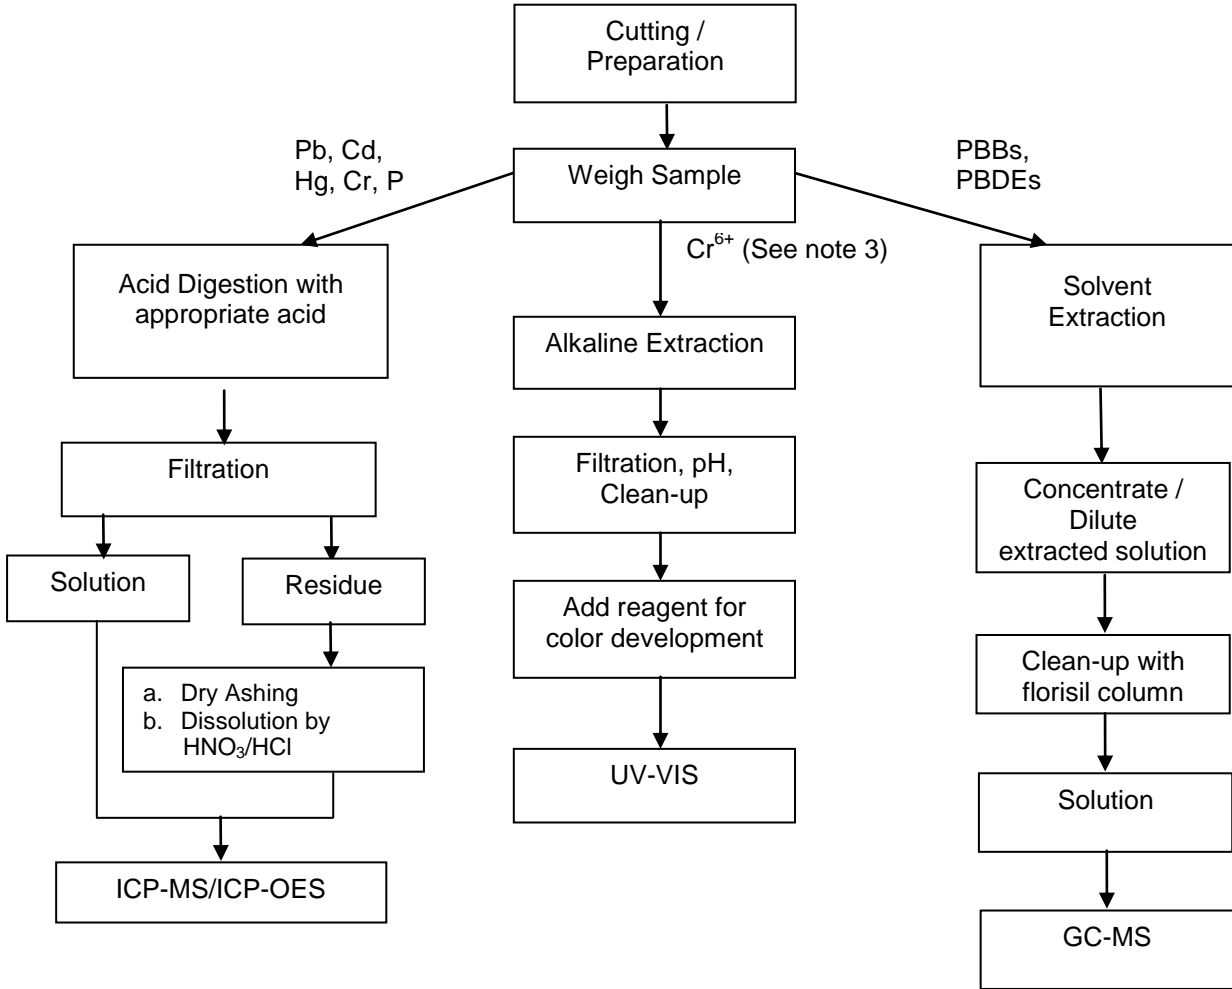 Cutting /
Preparation
Pb, Cd,
Hg, Cr, P
Weigh Sample
PBBs,
PBDEs
Cr⁶⁺ (See note 3)
Acid Digestion with
appropriate acid
Alkaline Extraction
Solvent
Extraction
Filtration
Filtration, pH,
Clean-up
Concentrate /
Dilute
extracted solution
Solution
Residue
Add reagent for
color development
Clean-up with
florisil column
a. Dry Ashing
b. Dissolution by
HNO₃/HCl
UV-VIS
Solution
ICP-MS/ICP-OES
GC-MS